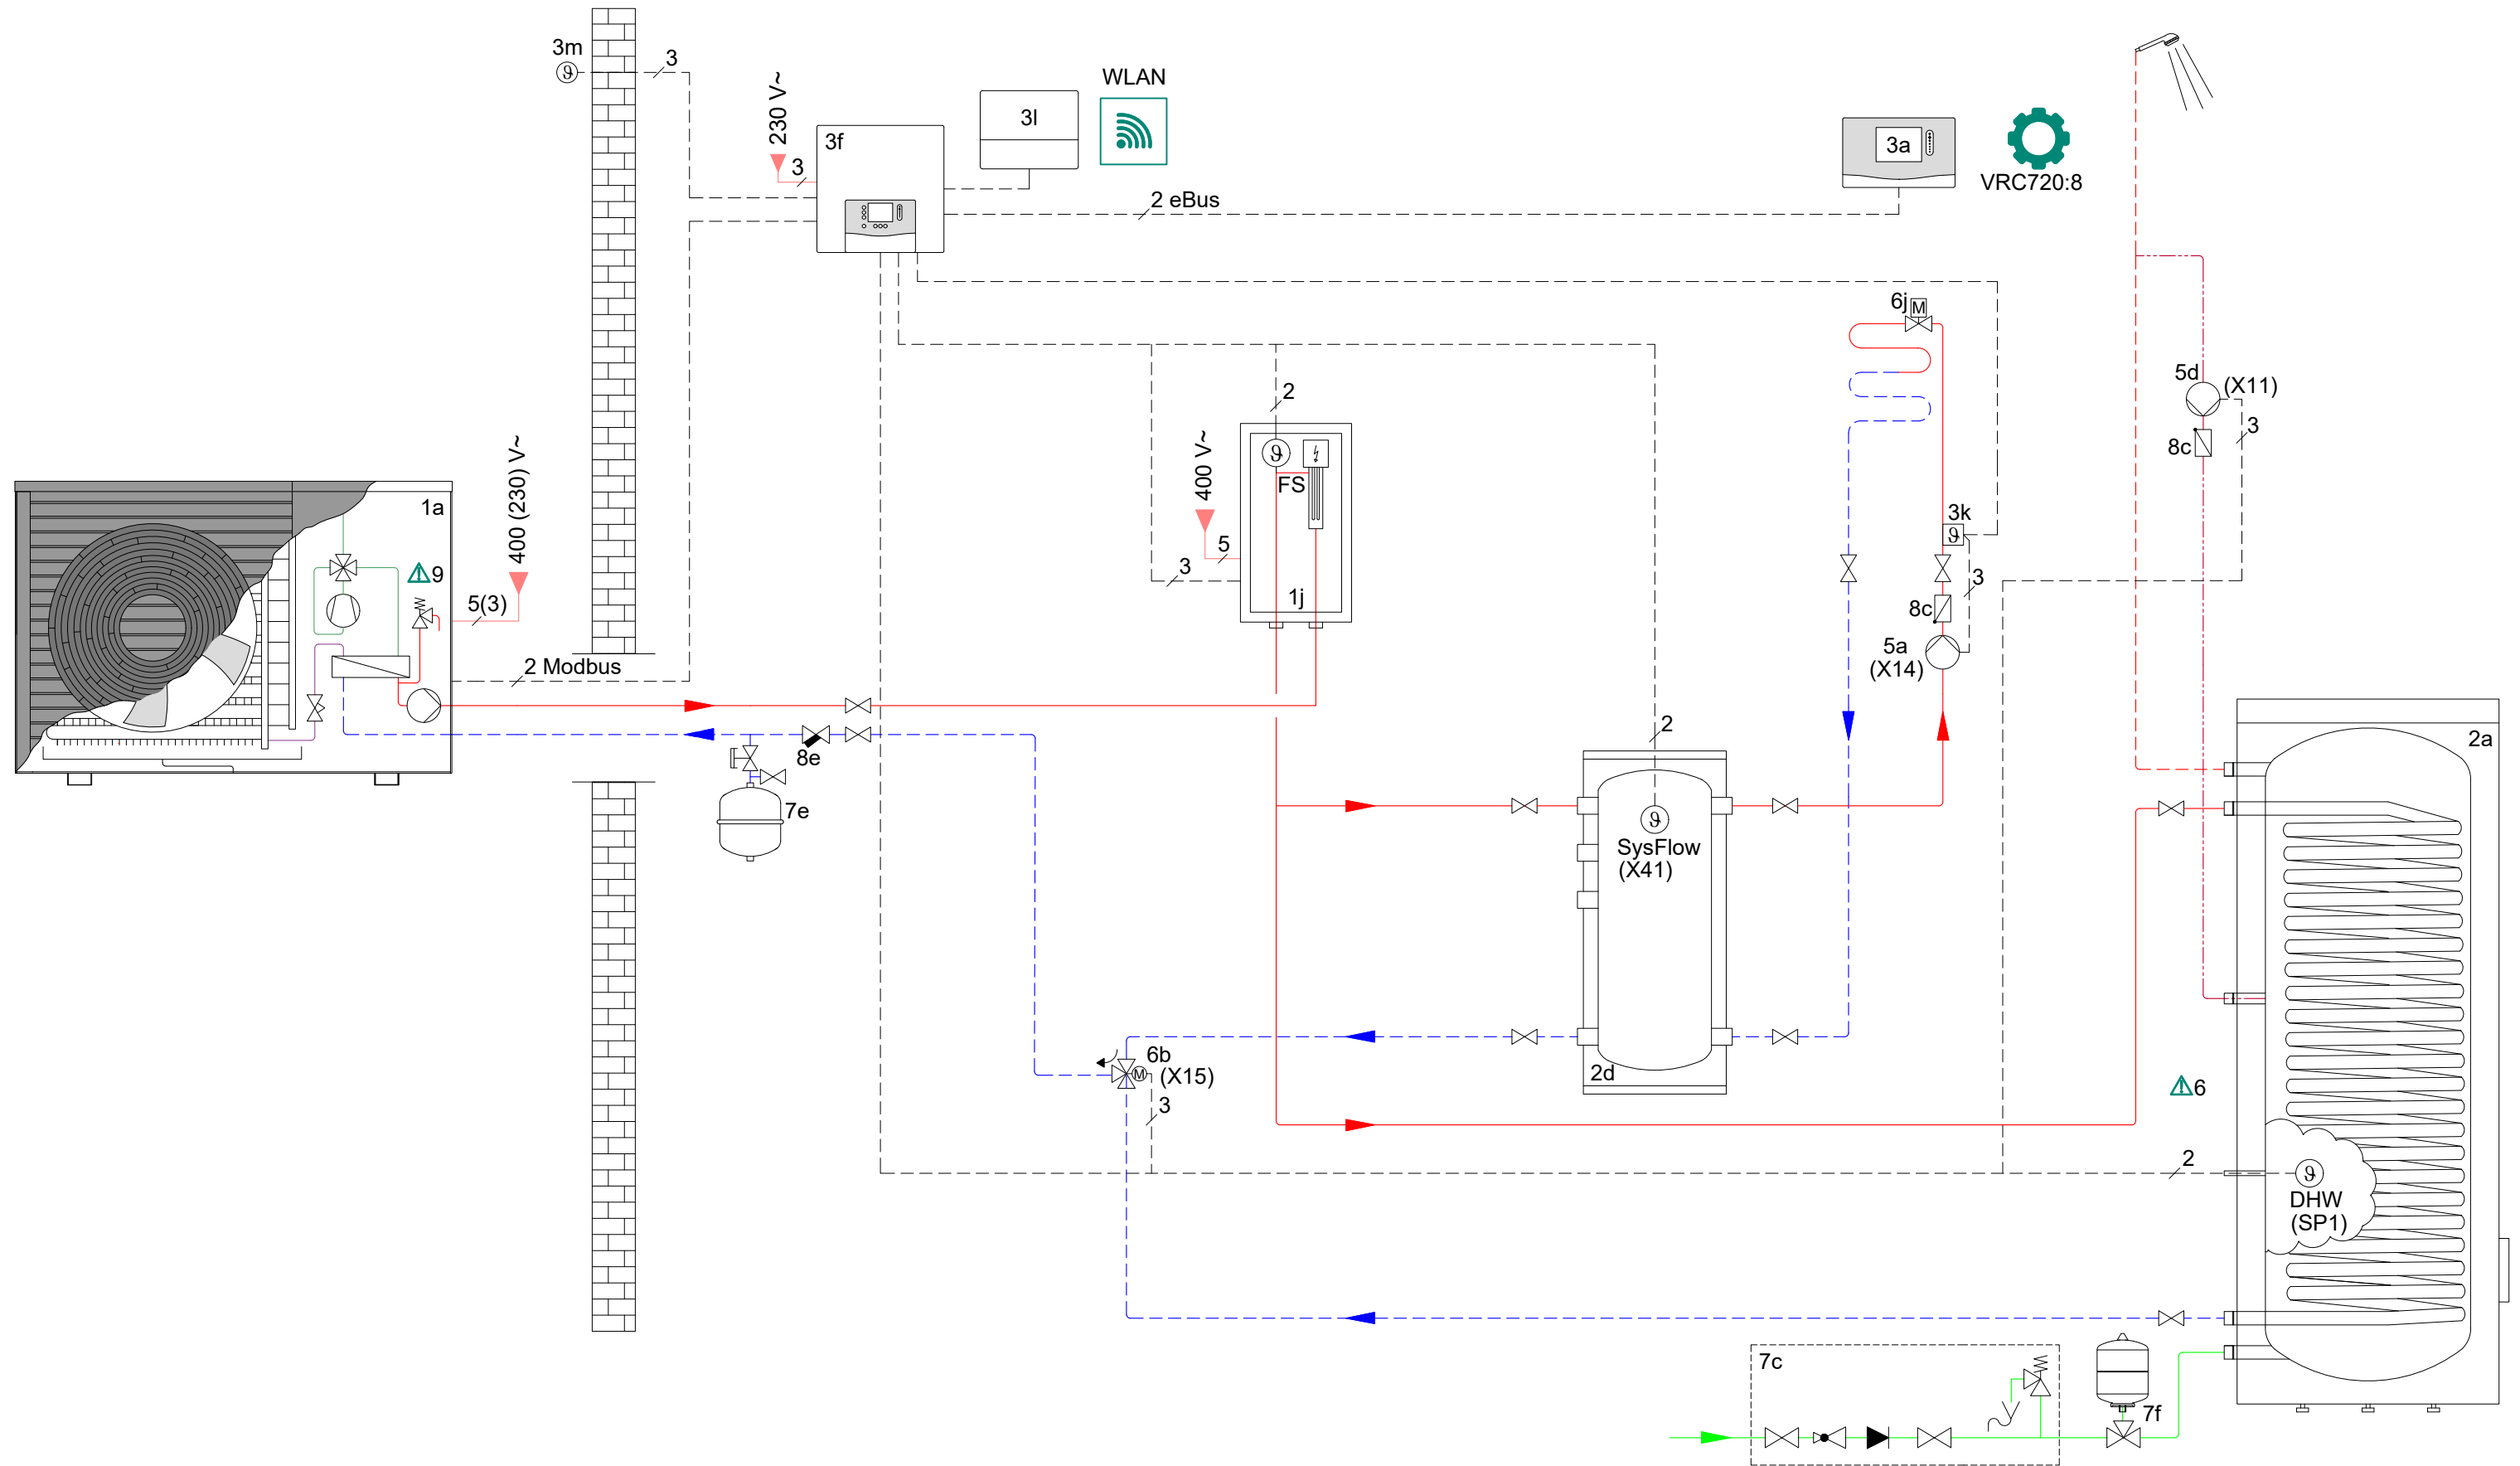 3m
3
230 V~
3
3f
3l
WLAN
3a
VRC720:8
2 eBus
6j
M
5d
(X11)
3
8c
2
FS
400 V~
5
3
1j
400 (230) V~
1a
9
5(3)
2 Modbus
3k
3
8c
5a
(X14)
2
2a
8e
7e
SysFlow
(X41)
6b
M
(X15)
3
2d
6
2
DHW
(SP1)
7c
7f